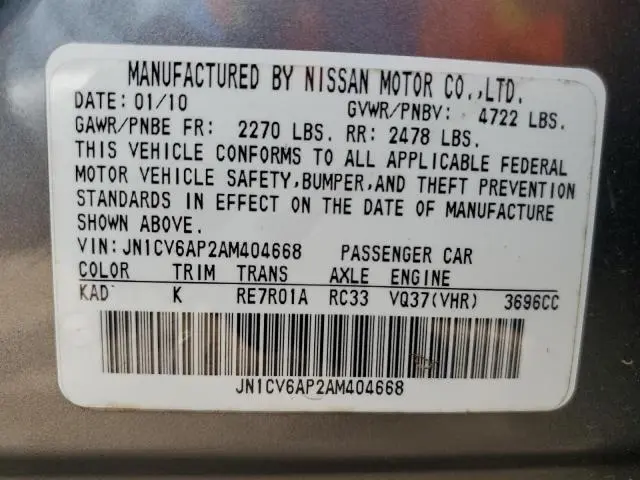 MANUFACTURED BY NISSAN MOTOR CO.,LTD.
DATE: 01/10 GVWR/PNBV: 4722 LBS.
GAWR/PNBE FR: 2270 LBS. RR: 2478 LBS.
THIS VEHICLE CONFORMS TO ALL APPLICABLE FEDERAL
MOTOR VEHICLE SAFETY,BUMPER,AND THEFT PREVENTION
STANDARDS IN EFFECT ON THE DATE OF MANUFACTURE
SHOWN ABOVE.
VIN:JN1CV6AP2AM404668 PASSENGER CAR
COLOR TRIM TRANS AXLE ENGINE
KAD K RE7R01A RC33 VQ37(VHR) 3696CC
JN1CV6AP2AM404668